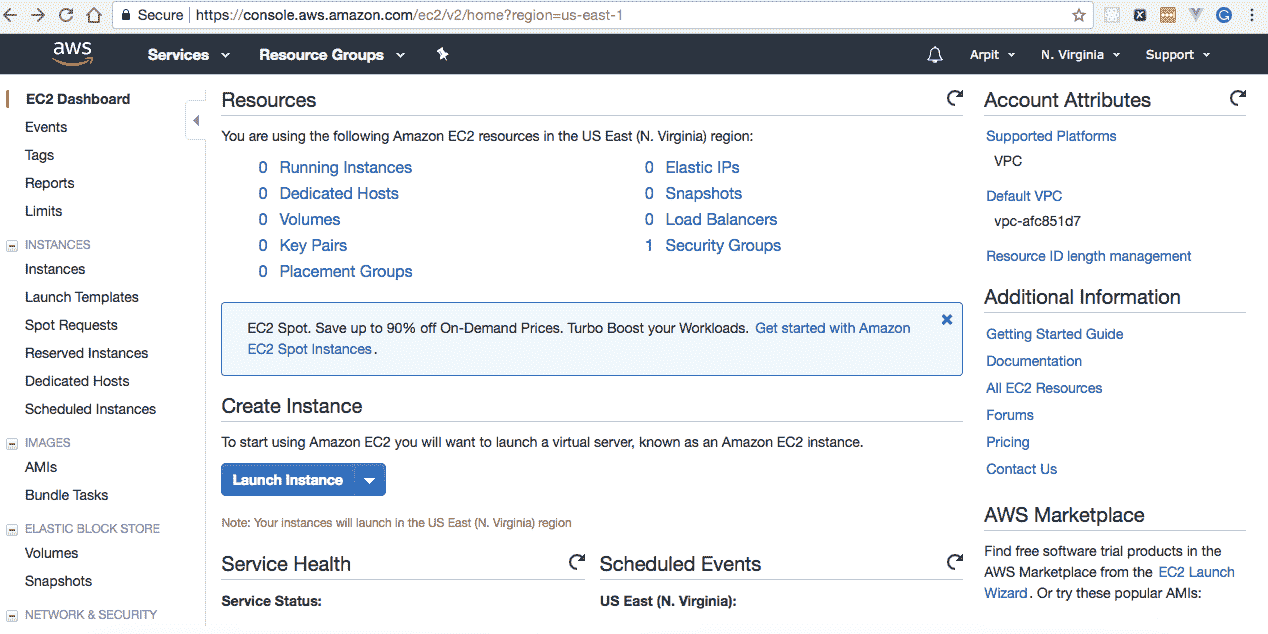 Secure https://console.aws.amazon.com/ec2/v2/home?region=us-east-1
aws Services Resource Groups Arpit N. Virginia Support
EC2 Dashboard
Events
Tags
Reports
Limits
INSTANCES
Instances
Launch Templates
Spot Requests
Reserved Instances
Dedicated Hosts
Scheduled Instances
IMAGES
AMIs
Bundle Tasks
ELASTIC BLOCK STORE
Volumes
Snapshots
NETWORK & SECURITY
Resources
You are using the following Amazon EC2 resources in the US East (N. Virginia) region:
0 Running Instances
0 Dedicated Hosts
0 Volumes
0 Key Pairs
0 Placement Groups
0 Elastic IPs
0 Snapshots
0 Load Balancers
1 Security Groups
EC2 Spot. Save up to 90% off On-Demand Prices. Turbo Boost your Workloads. Get started with Amazon
EC2 Spot Instances.
Create Instance
To start using Amazon EC2 you will want to launch a virtual server, known as an Amazon EC2 instance.
Launch Instance
Note: Your instances will launch in the US East (N. Virginia) region
Service Health
Service Status:
Scheduled Events
US East (N. Virginia):
Account Attributes
Supported Platforms
VPC
Default VPC
vpc-afc851d7
Resource ID length management
Additional Information
Getting Started Guide
Documentation
All EC2 Resources
Forums
Pricing
Contact Us
AWS Marketplace
Find free software trial products in the
AWS Marketplace from the EC2 Launch
Wizard. Or try these popular AMIs: